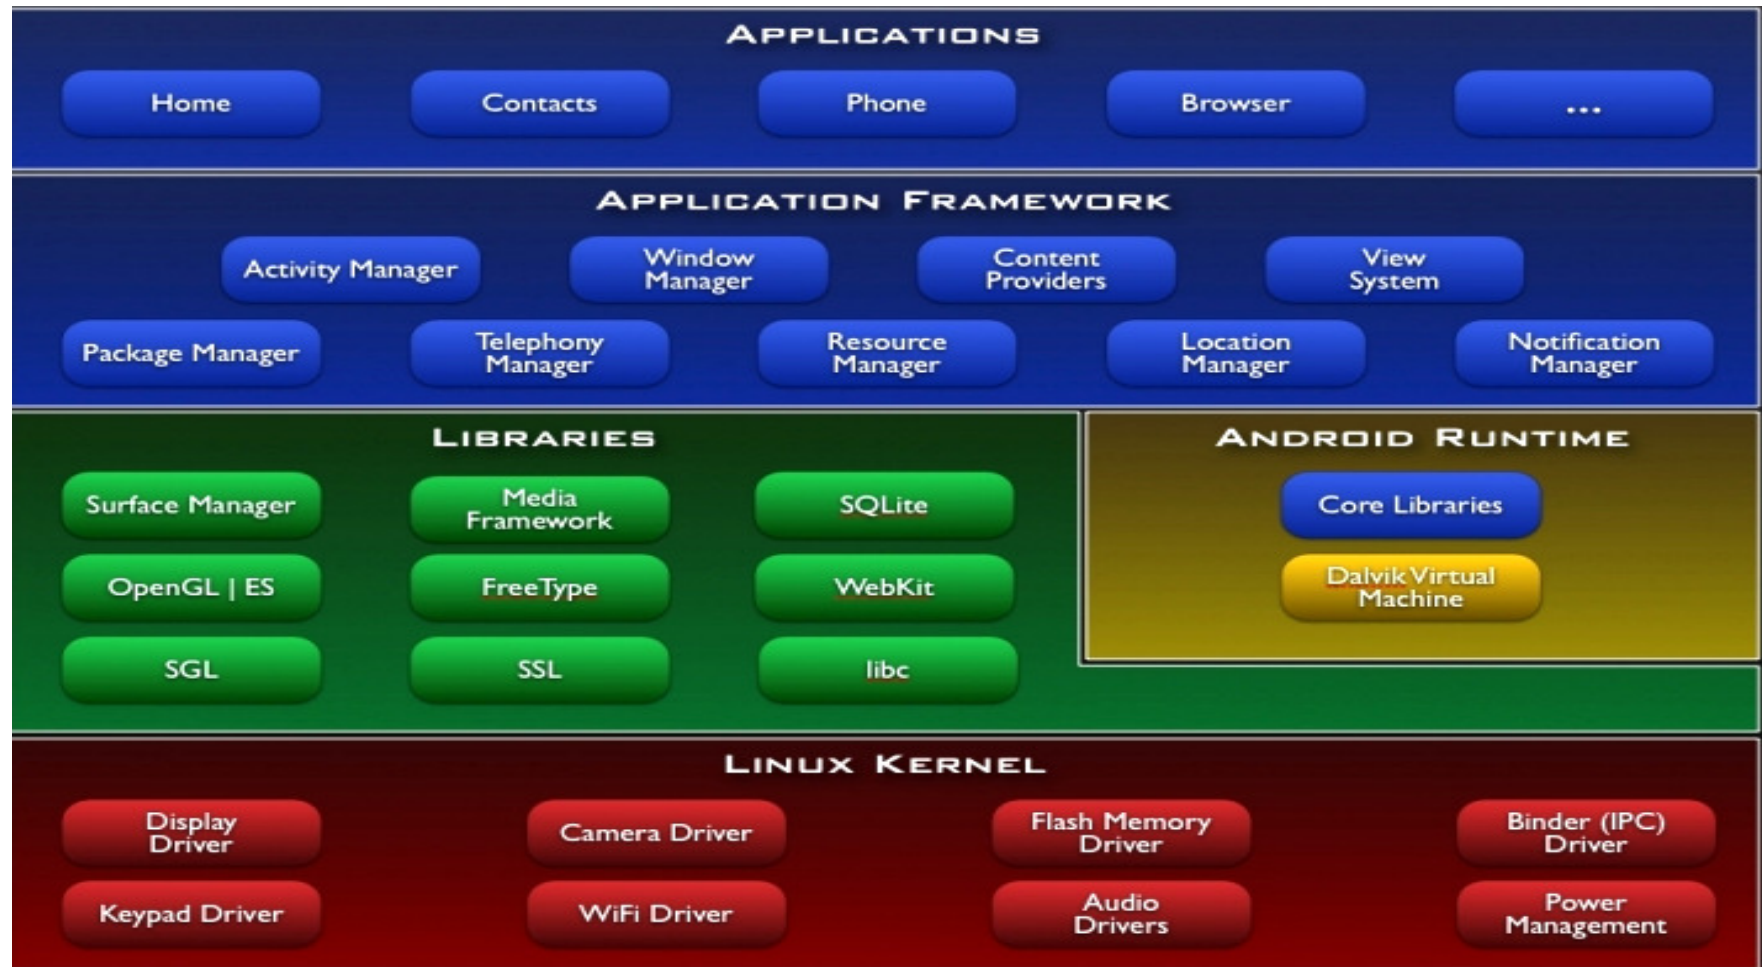 APPLICATIONS
Home
Contacts
Phone
Browser
...
APPLICATION FRAMEWORK
Activity Manager
Window
Manager
Content
Providers
View
System
Package Manager
Telephony
Manager
Resource
Manager
Location
Manager
Notification
Manager
LIBRARIES
Surface Manager
Media
Framework
SQLite
OpenGL | ES
FreeType
WebKit
SGL
SSL
libc
ANDROID RUNTIME
Core Libraries
Dalvik Virtual
Machine
LINUX KERNEL
Display
Driver
Camera Driver
Flash Memory
Driver
Binder (IPC)
Driver
Keypad Driver
WiFi Driver
Audio
Drivers
Power
Management